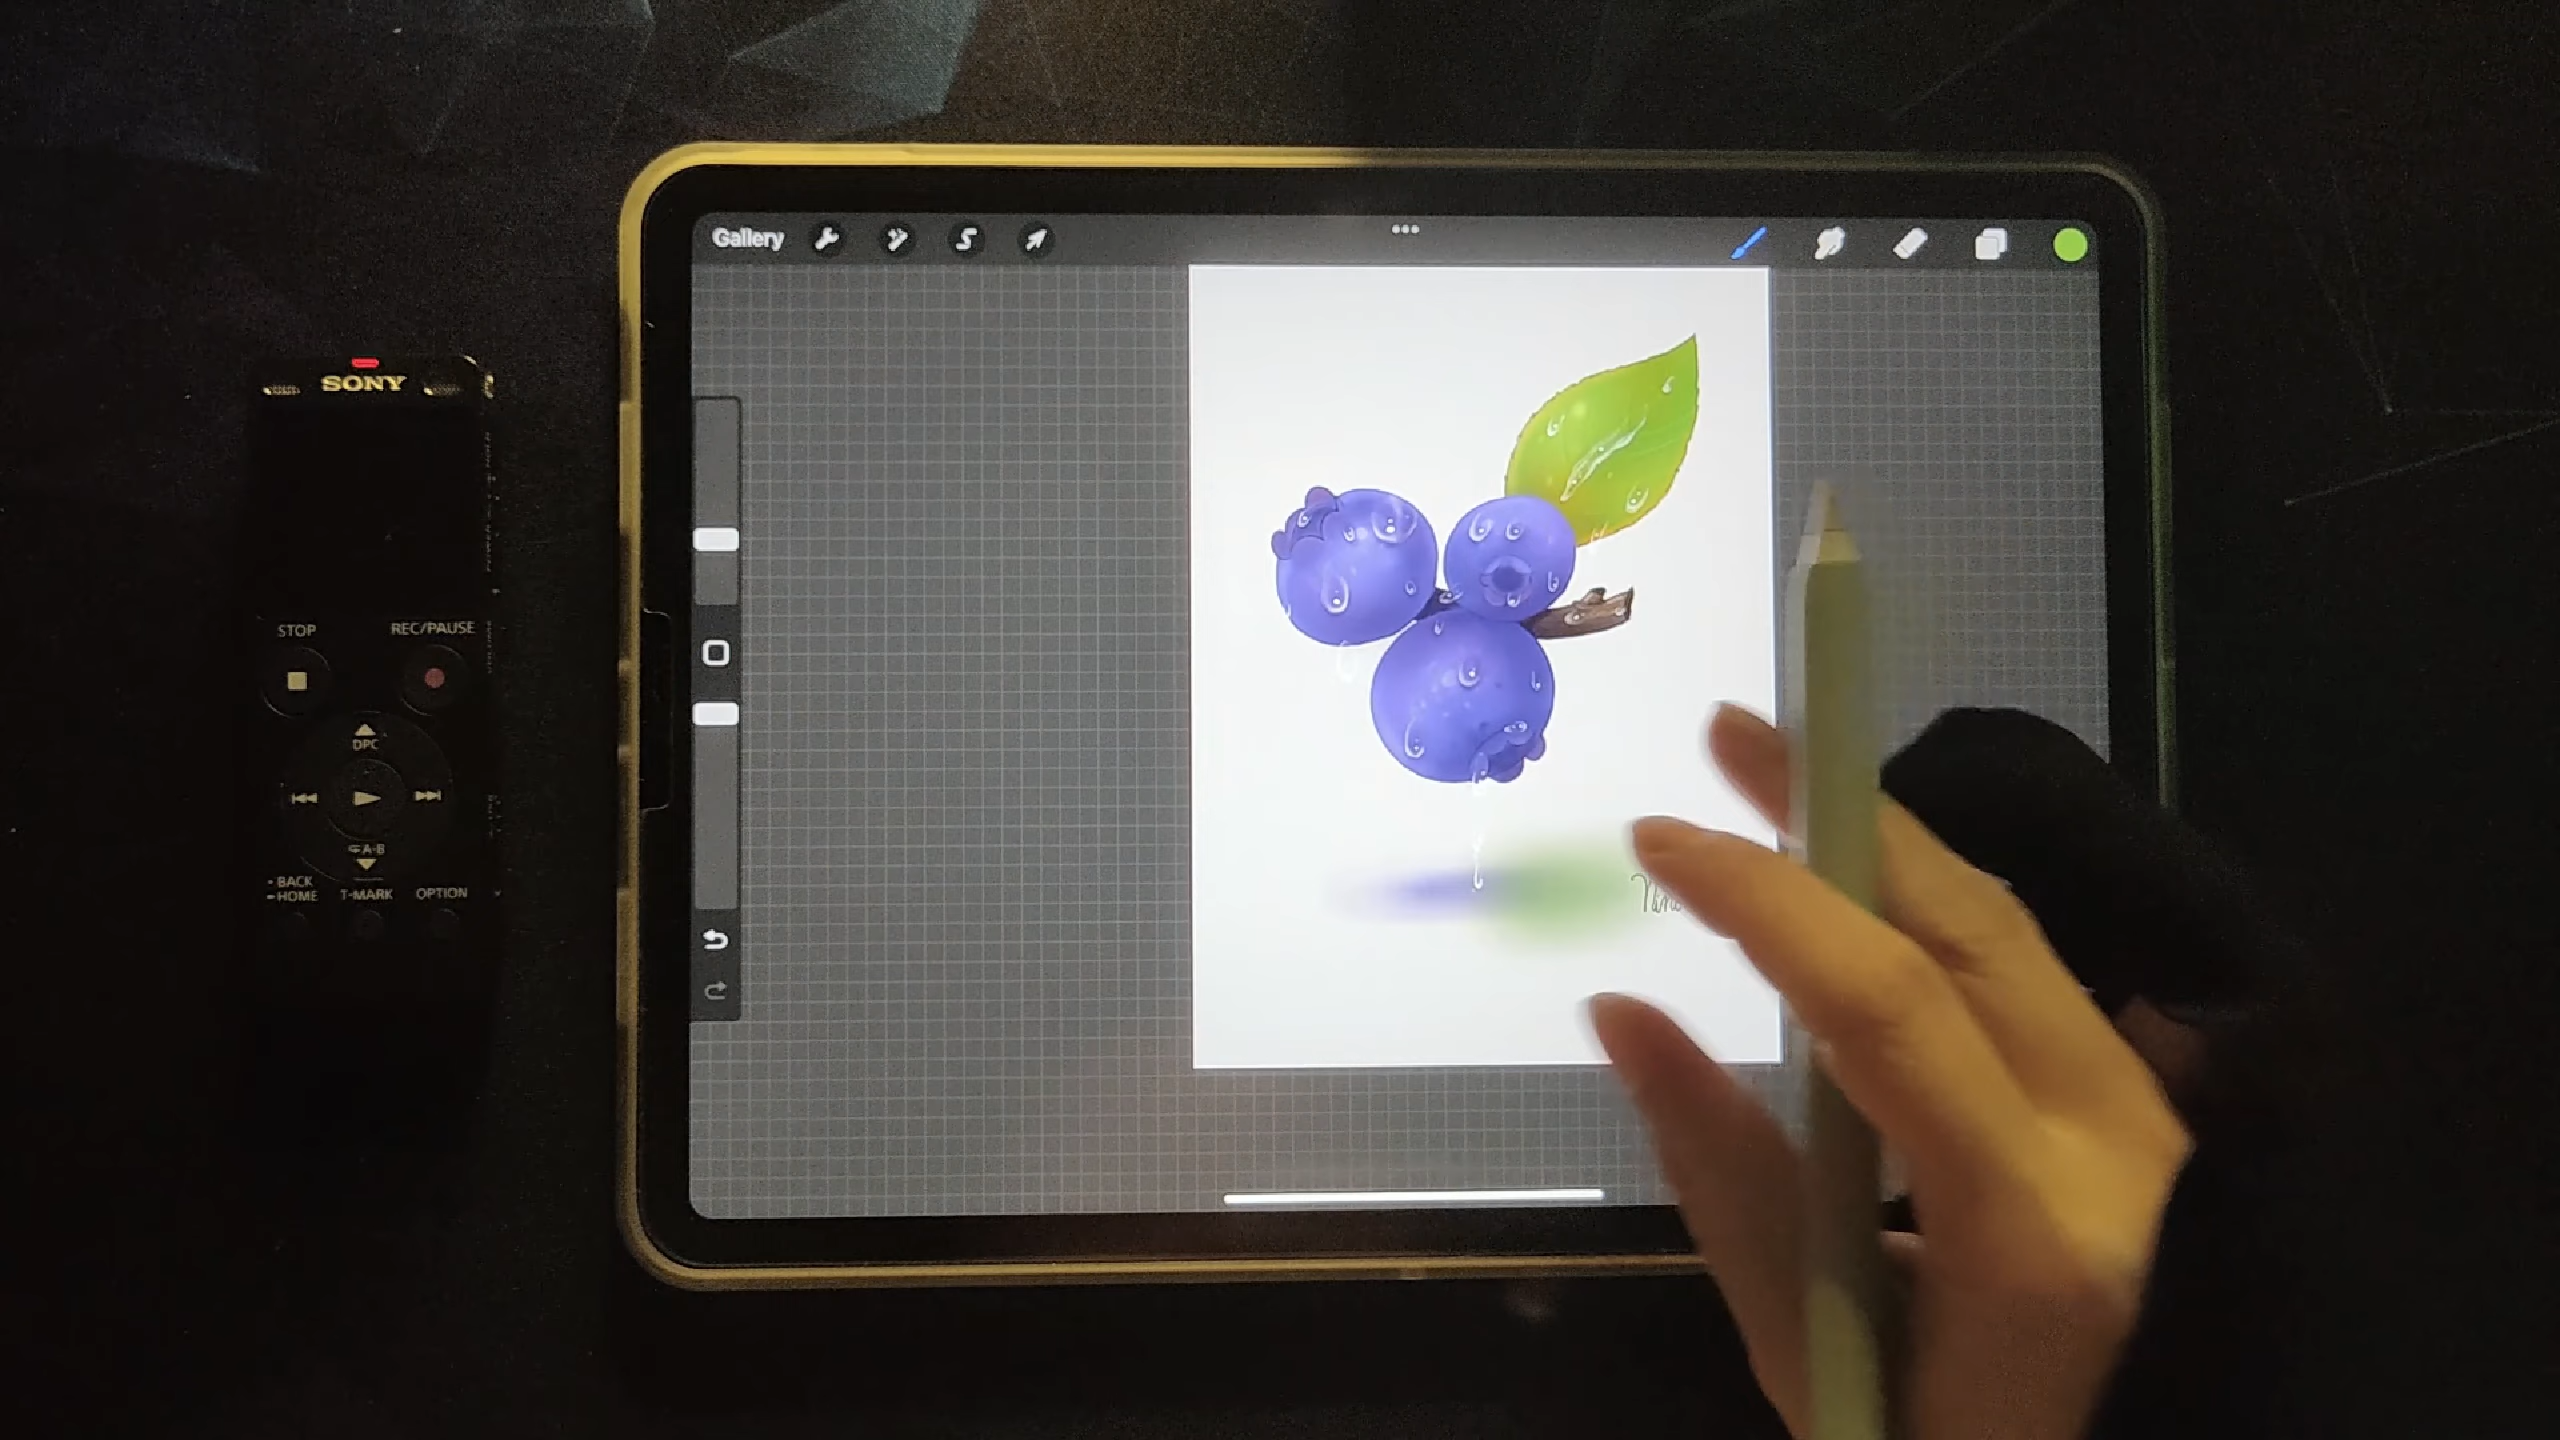 Gallery
SONY
STOP
REC/PAUSE
DPC
A-B
BACK
HOME
T-MARK
OPTION